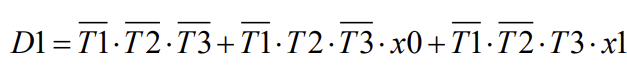 D1 = T̅1̅·T̅2̅·T̅3̅ + T̅1̅·T2·T̅3̅·x0 + T̅1̅·T̅2̅·T3·x1